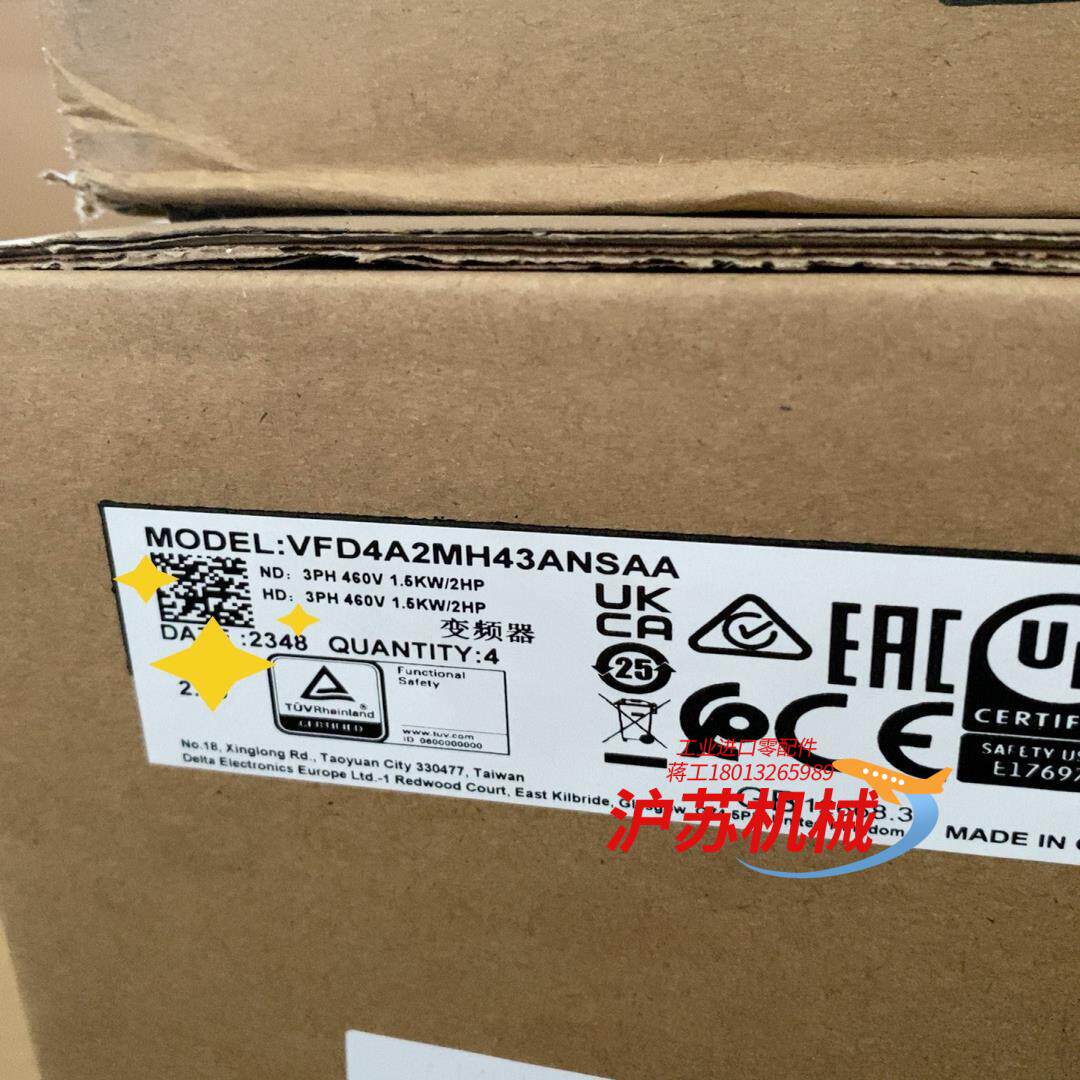 MODEL:VFD4A2MH43ANSAA
ND: 3PH 460V 1.5KW/2HP
HD: 3PH 460V 1.5KW/2HP
变频器
:2348 QUANTITY:4
TÜVRheinland®
CERTIFIED
Functional
Safety
www.tuv.com
ID 0600000000
UK
CA
25
EAC
CERTIF
SAFETY US
E1769
No.18, Xinglong Rd., Taoyuan City 330477, Taiwan
Delta Electronics Europe Ltd.-1 Redwood Court, East Kilbride,
MADE IN
工业进口零配件
蒋工18013265989
沪苏机械